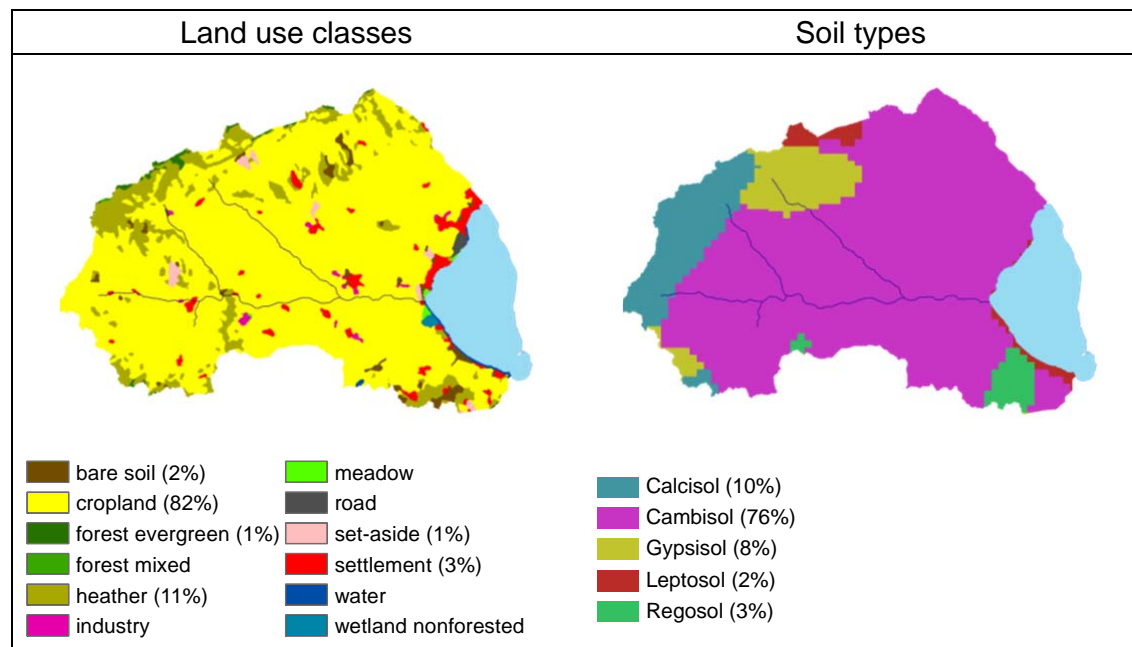 Land use classes
Soil types
bare soil (2%)
cropland (82%)
forest evergreen (1%)
forest mixed
heather (11%)
industry
meadow
road
set-aside (1%)
settlement (3%)
water
wetland nonforested
Calcisol (10%)
Cambisol (76%)
Gypsisol (8%)
Leptosol (2%)
Regosol (3%)